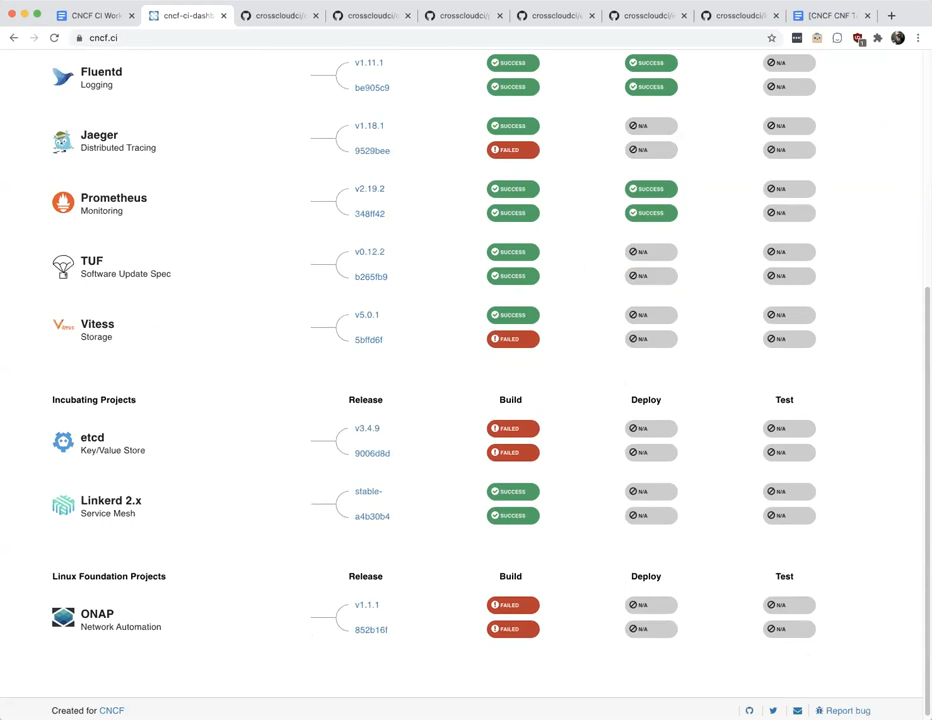 CNCF CI Work
cncf-ci-dashb
crosscloudci/
crosscloudci/
crosscloudci/
crosscloudci/
crosscloudci/
crosscloudci/
[CNCF CNF T
cncf.ci
Fluentd
Logging
v1.11.1 SUCCESS SUCCESS N/A
be905c9 SUCCESS SUCCESS N/A
Jaeger
Distributed Tracing
v1.18.1 SUCCESS N/A N/A
9529bee FAILED N/A N/A
Prometheus
Monitoring
v2.19.2 SUCCESS SUCCESS N/A
348ff42 SUCCESS SUCCESS N/A
TUF
Software Update Spec
v0.12.2 SUCCESS N/A N/A
b265fb9 SUCCESS N/A N/A
Vitess
Vitess
Storage
v5.0.1 SUCCESS N/A N/A
5bffd6f FAILED N/A N/A
Incubating Projects Release Build Deploy Test
etcd
Key/Value Store
v3.4.9 FAILED N/A N/A
9006d8d FAILED N/A N/A
Linkerd 2.x
Service Mesh
stable- SUCCESS N/A N/A
a4b30b4 SUCCESS N/A N/A
Linux Foundation Projects Release Build Deploy Test
ONAP
Network Automation
v1.1.1 FAILED N/A N/A
852b16f FAILED N/A N/A
Created for CNCF
Report bug